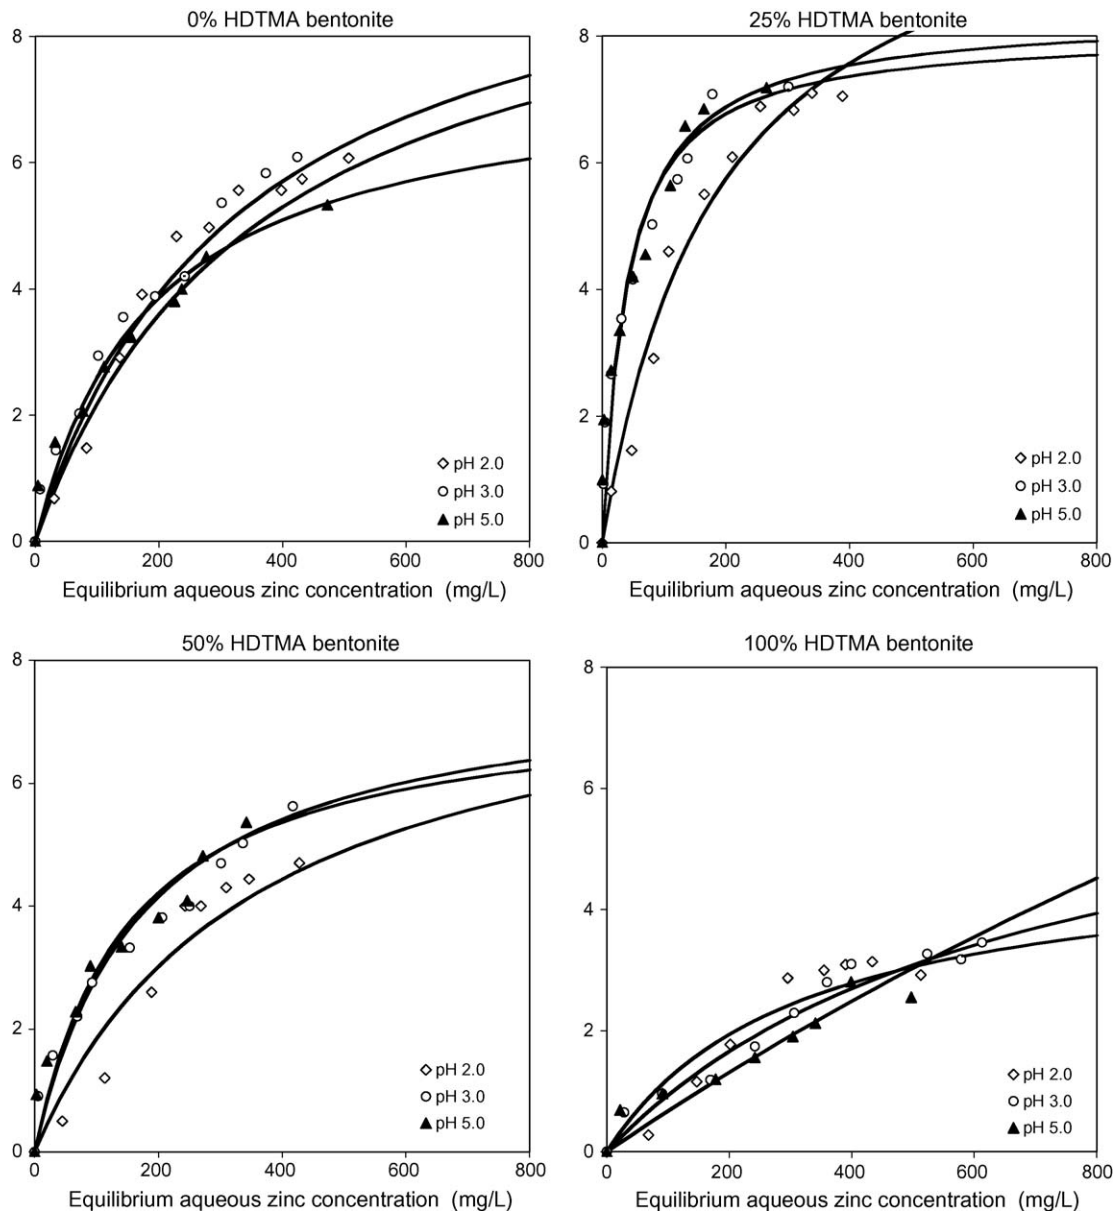 0% HDTMA bentonite
8
6
4
2
0
0 200 400 600 800
pH 2.0
pH 3.0
pH 5.0
Equilibrium aqueous zinc concentration (mg/L)
25% HDTMA bentonite
8
6
4
2
0
0 200 400 600 800
pH 2.0
pH 3.0
pH 5.0
Equilibrium aqueous zinc concentration (mg/L)
50% HDTMA bentonite
8
6
4
2
0
0 200 400 600 800
pH 2.0
pH 3.0
pH 5.0
Equilibrium aqueous zinc concentration (mg/L)
100% HDTMA bentonite
8
6
4
2
0
0 200 400 600 800
pH 2.0
pH 3.0
pH 5.0
Equilibrium aqueous zinc concentration (mg/L)